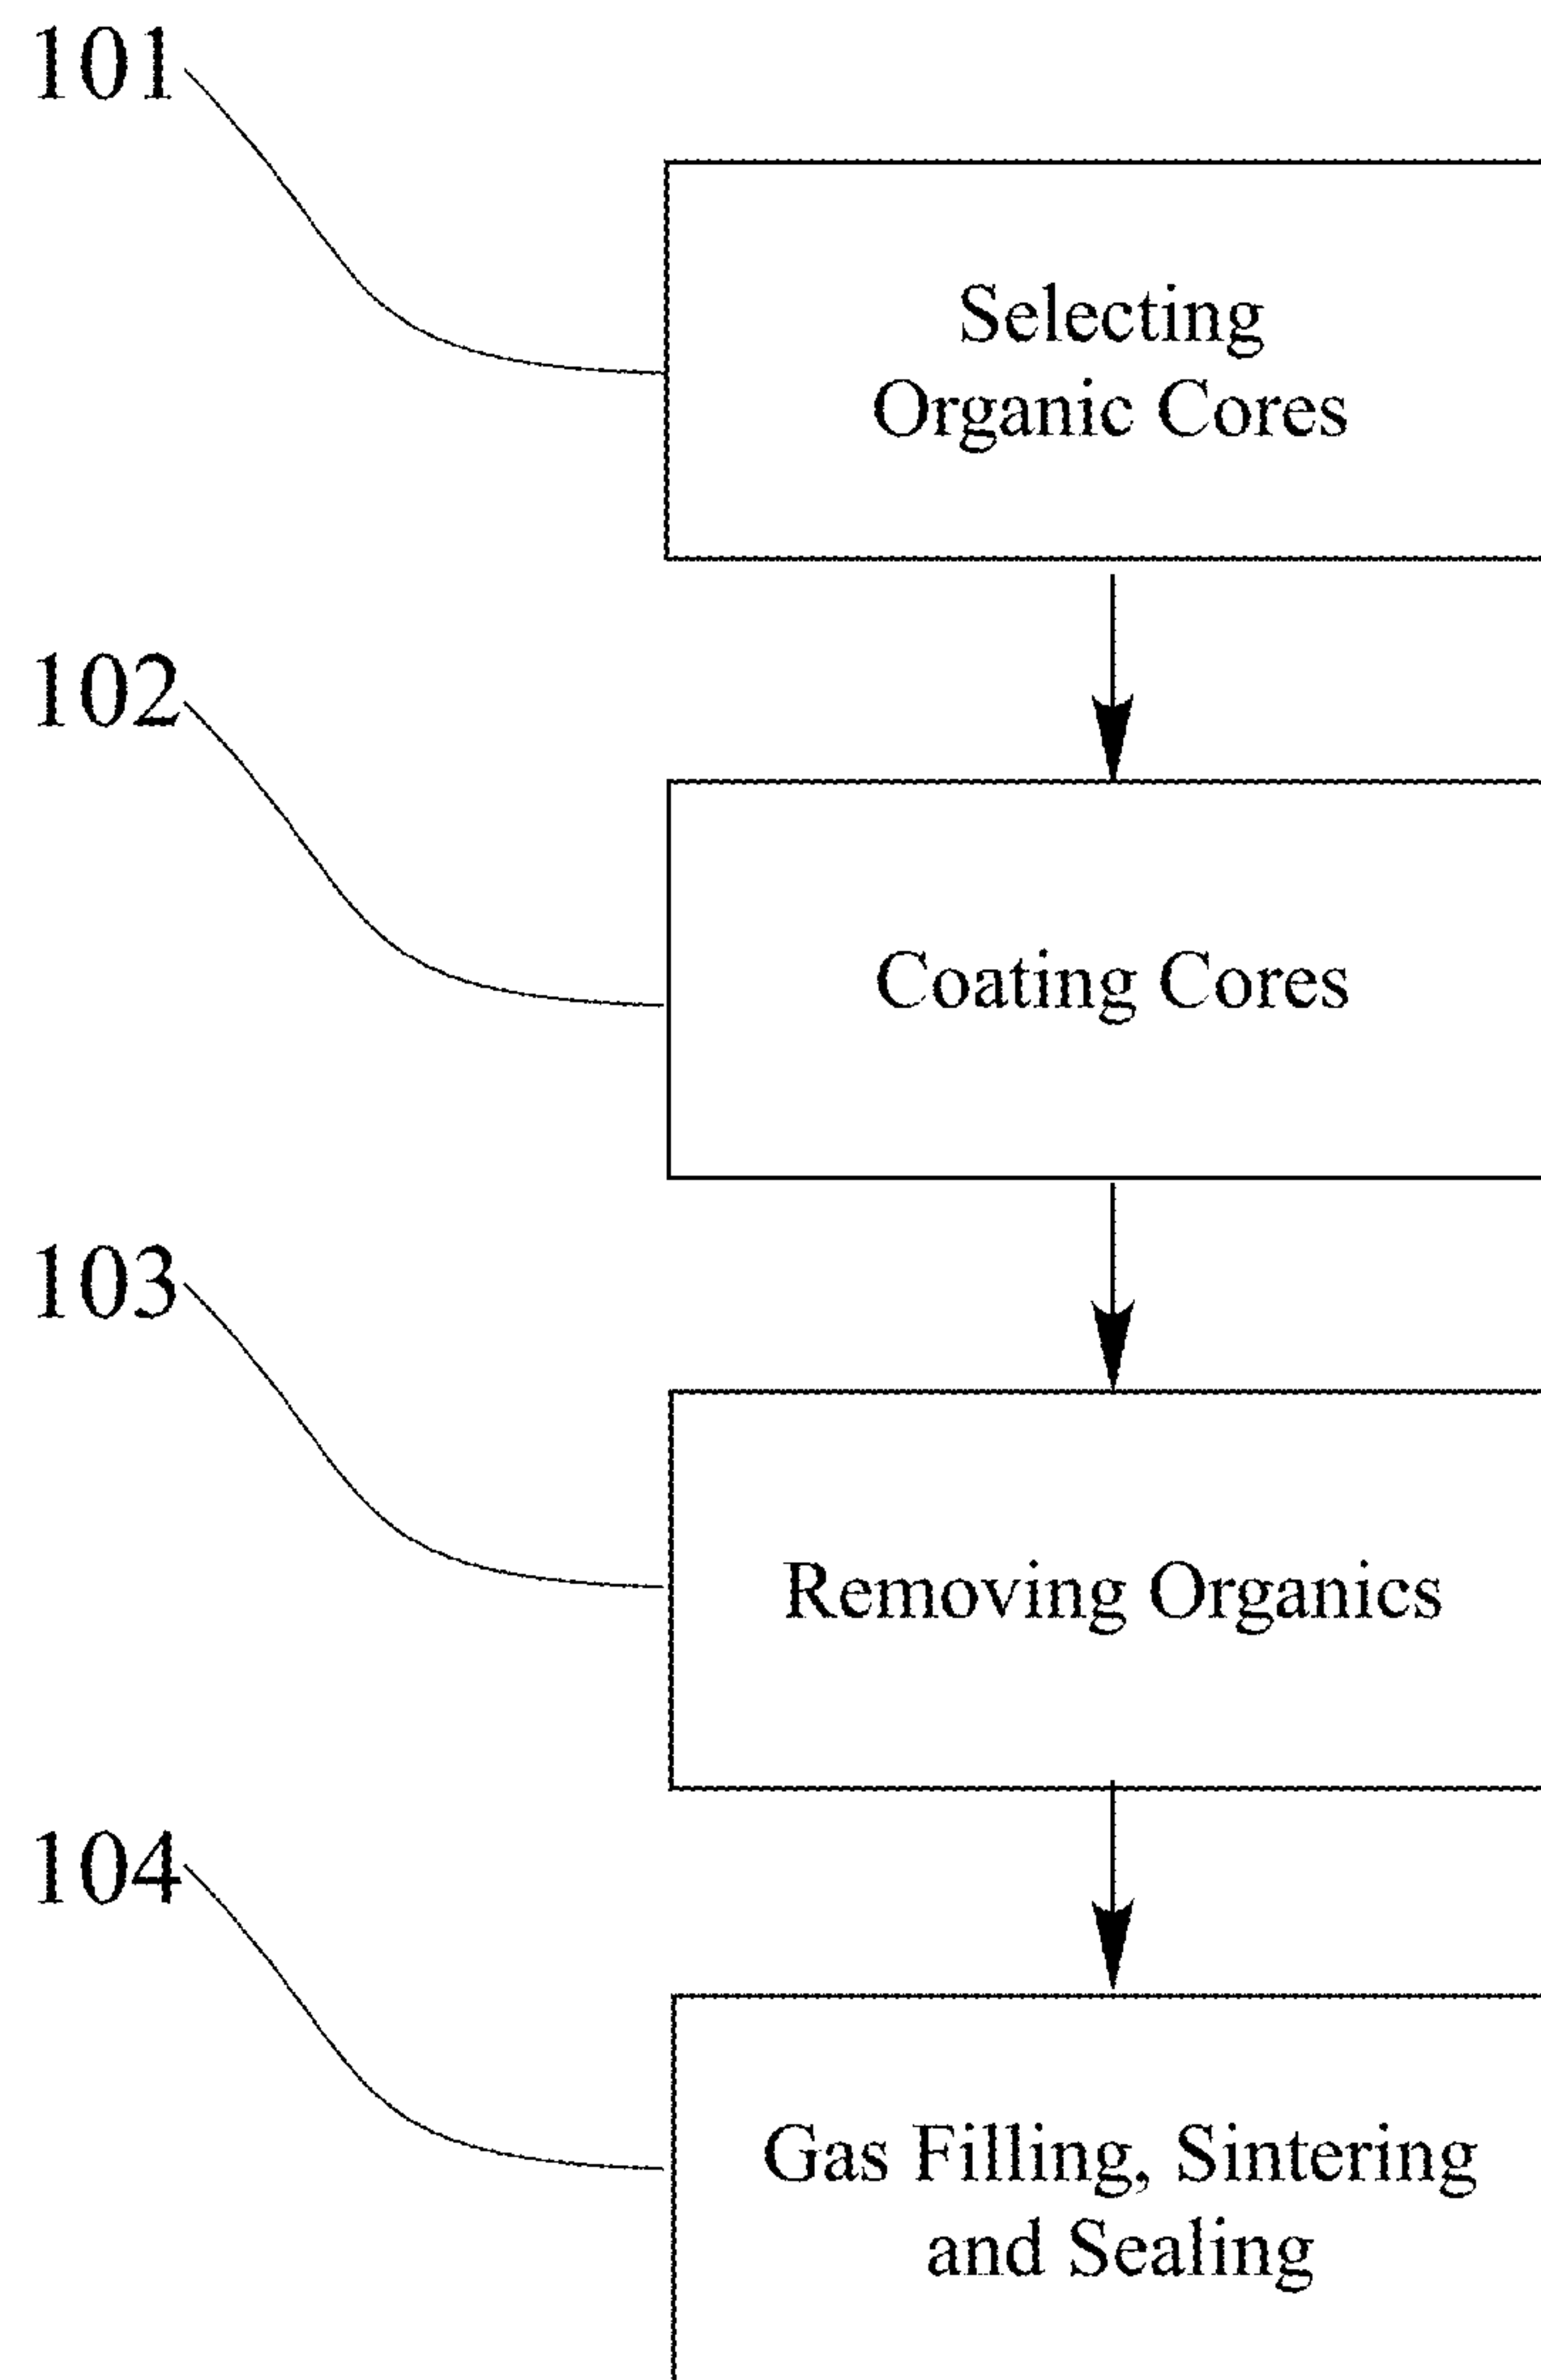 101
Selecting
Organic Cores
102
Coating Cores
103
Removing Organics
104
Gas Filling, Sintering
and Sealing